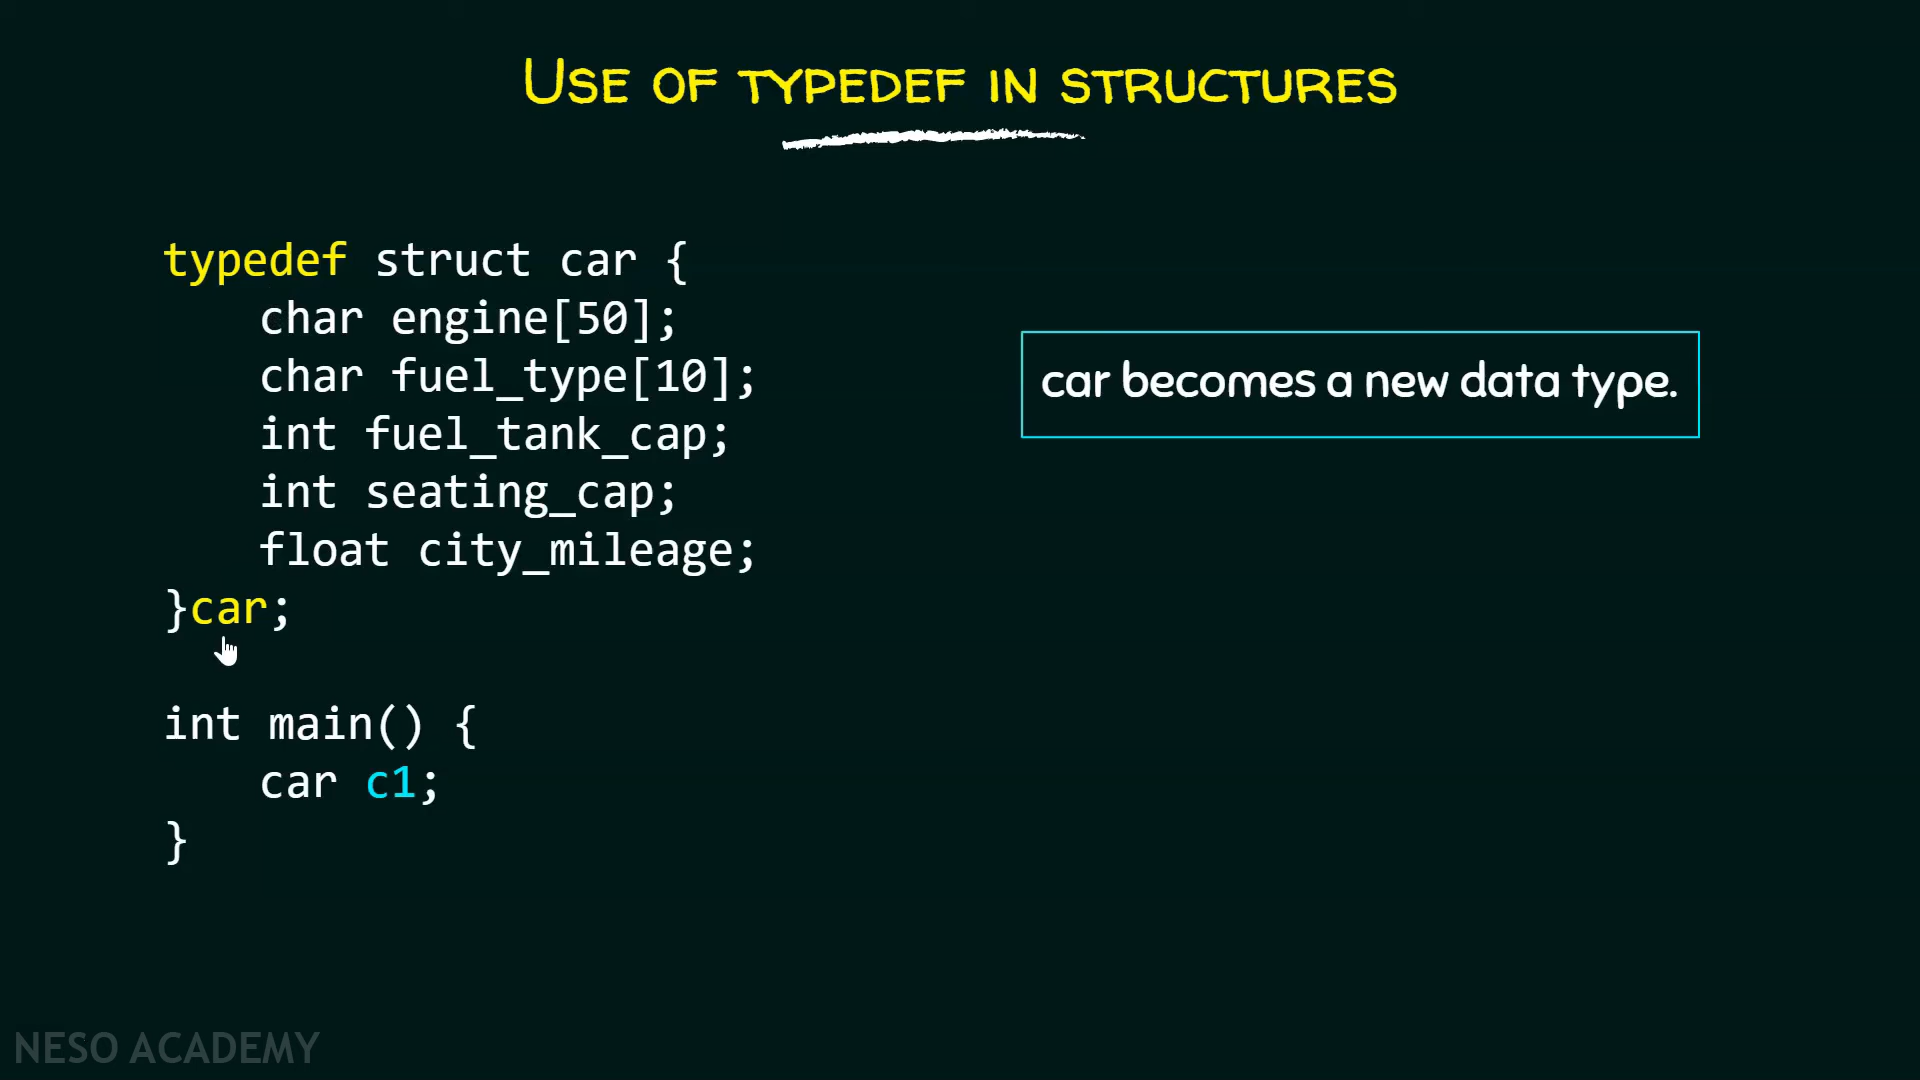 USE OF TYPEDEF IN STRUCTURES
typedef struct car {
char engine[50];
char fuel_type[10];
int fuel_tank_cap;
int seating_cap;
float city_mileage;
}car;
car becomes a new data type.
int main() {
car c1;
}
NESO ACADEMY